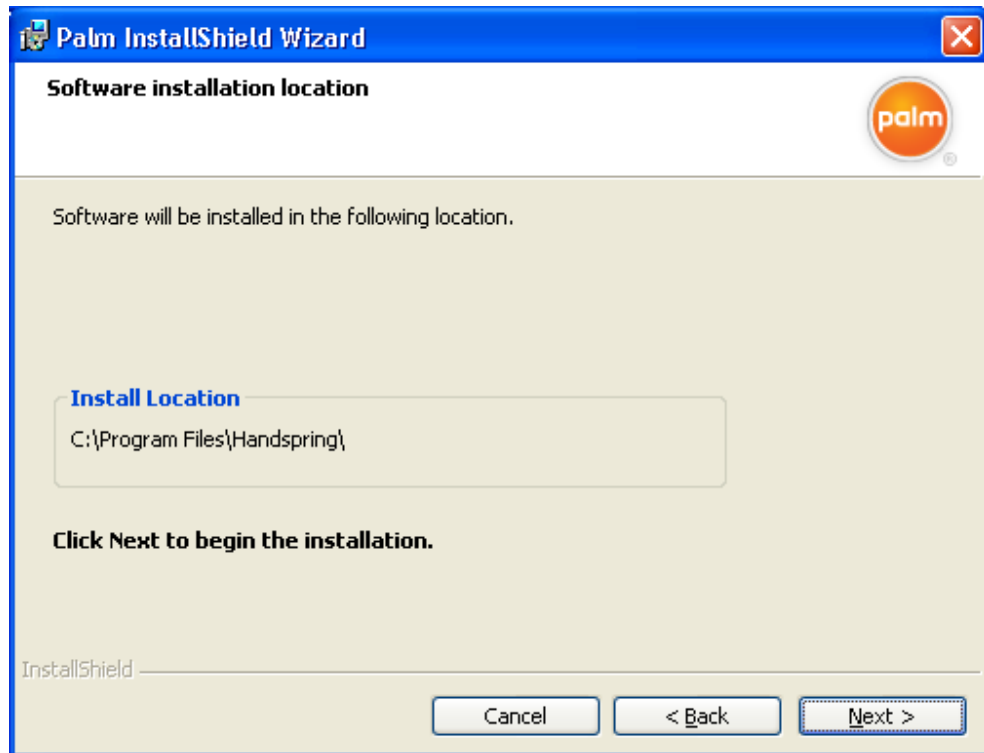 Palm InstallShield Wizard
Software installation location
palm
®
Software will be installed in the following location.
Install Location
C:\Program Files\Handspring\
Click Next to begin the installation.
InstallShield
Cancel
< Back
Next >